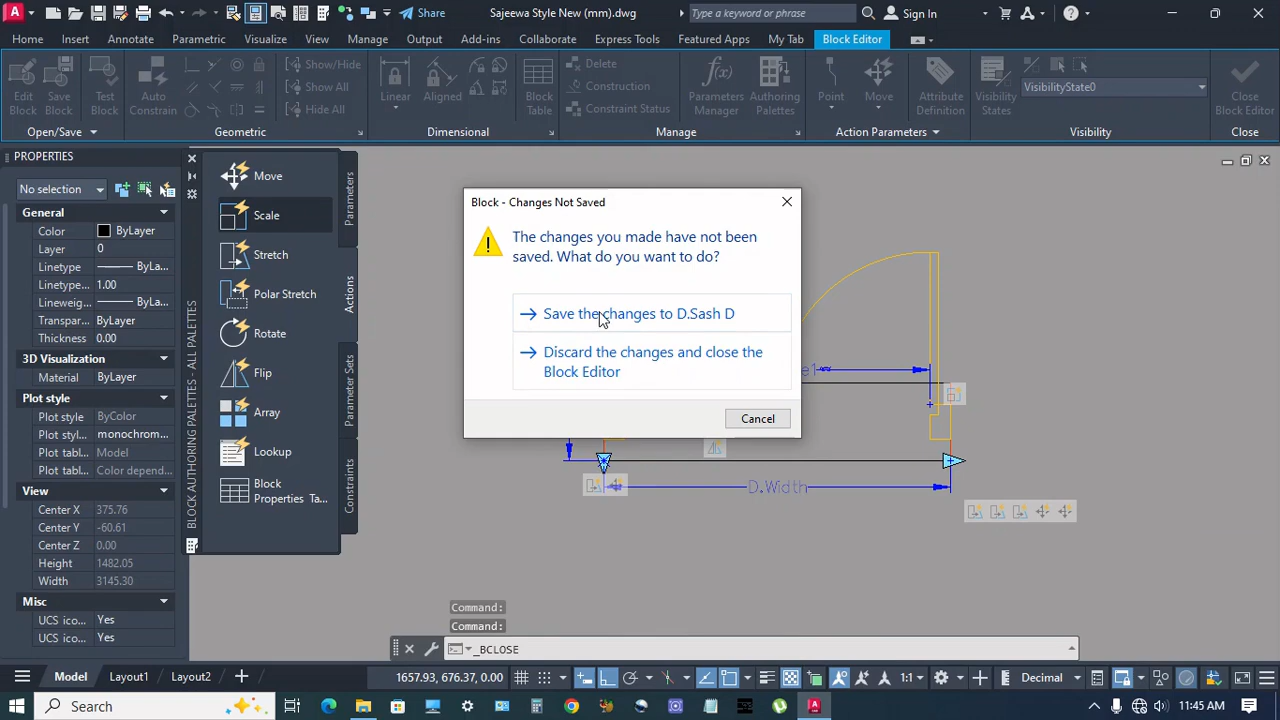 Share
Sajeewa Style New (mm).dwg
Type a keyword or phrase
Sign In
Home
Insert
Annotate
Parametric
Visualize
View
Manage
Output
Add-ins
Collaborate
Express Tools
Featured Apps
My Tab
Block Editor
Edit
Block
Save
Block
Test
Block
Auto
Constrain
Show/Hide
Show All
Hide All
Linear
Aligned
Block
Table
Delete
Construction
Constraint Status
Parameters
Manager
Authoring
Palettes
Point
Move
Attribute
Definition
Visibility
States
VisibilityState0
Close
Block Editor
Open/Save
Geometric
Dimensional
Manage
Action Parameters
Visibility
Close
PROPERTIES
No selection
General
Color ByLayer
Layer 0
Linetype ByLa...
Linetype... 1.00
Lineweig... ByLa...
Transpar... ByLayer
Thickness 0.00
3D Visualization
Material ByLayer
Plot style
Plot style ByColor
Plot style... monochrom...
Plot tabl... Model
Plot tabl... Color depend...
View
Center X 375.76
Center Y -60.61
Center Z 0.00
Height 1482.05
Width 3145.30
Misc
UCS ico... Yes
UCS ico... Yes
BLOCK AUTHORING PALETTES - ALL PALETTES
Move
Scale
Stretch
Polar Stretch
Rotate
Flip
Array
Lookup
Block
Properties Ta...
Parameters
Actions
Parameter Sets
Constraints
Block - Changes Not Saved
The changes you made have not been
saved. What do you want to do?
Save the changes to D.Sash D
Discard the changes and close the
Block Editor
Cancel
D.Width
Command:
Command:
_BCLOSE
Model
Layout1
Layout2
1657.93, 676.37, 0.00
1:1
Decimal
Search
11:45 AM